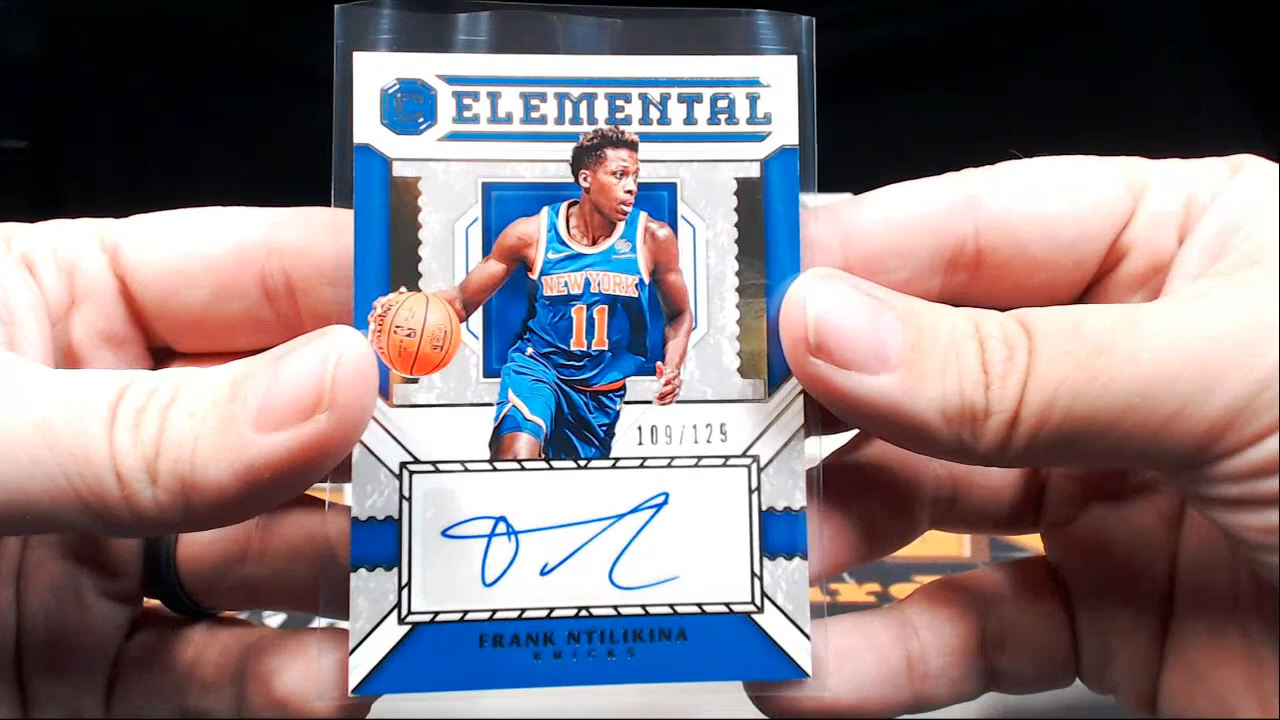 C ELEMENTAL
NEW YORK
11
109/129
FRANK NTILIKINA
KNICKS